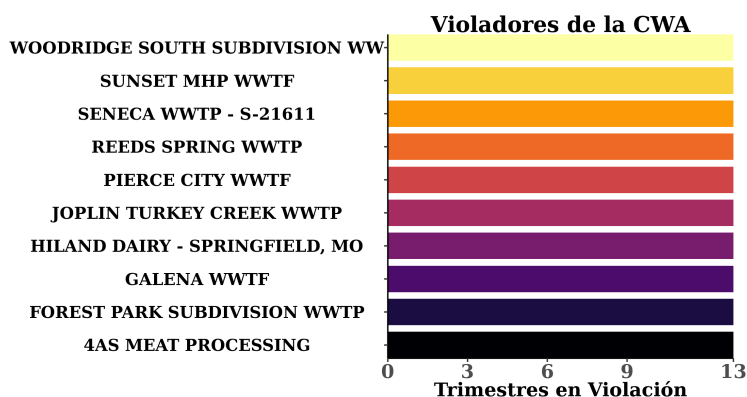 Violadores de la CWA
WOODRIDGE SOUTH SUBDIVISION WW
SUNSET MHP WWTF
SENECA WWTP - S-21611
REEDS SPRING WWTP
PIERCE CITY WWTF
JOPLIN TURKEY CREEK WWTP
HILAND DAIRY - SPRINGFIELD, MO
GALENA WWTF
FOREST PARK SUBDIVISION WWTP
4AS MEAT PROCESSING
0 3 6 9 13
Trimestres en Violación